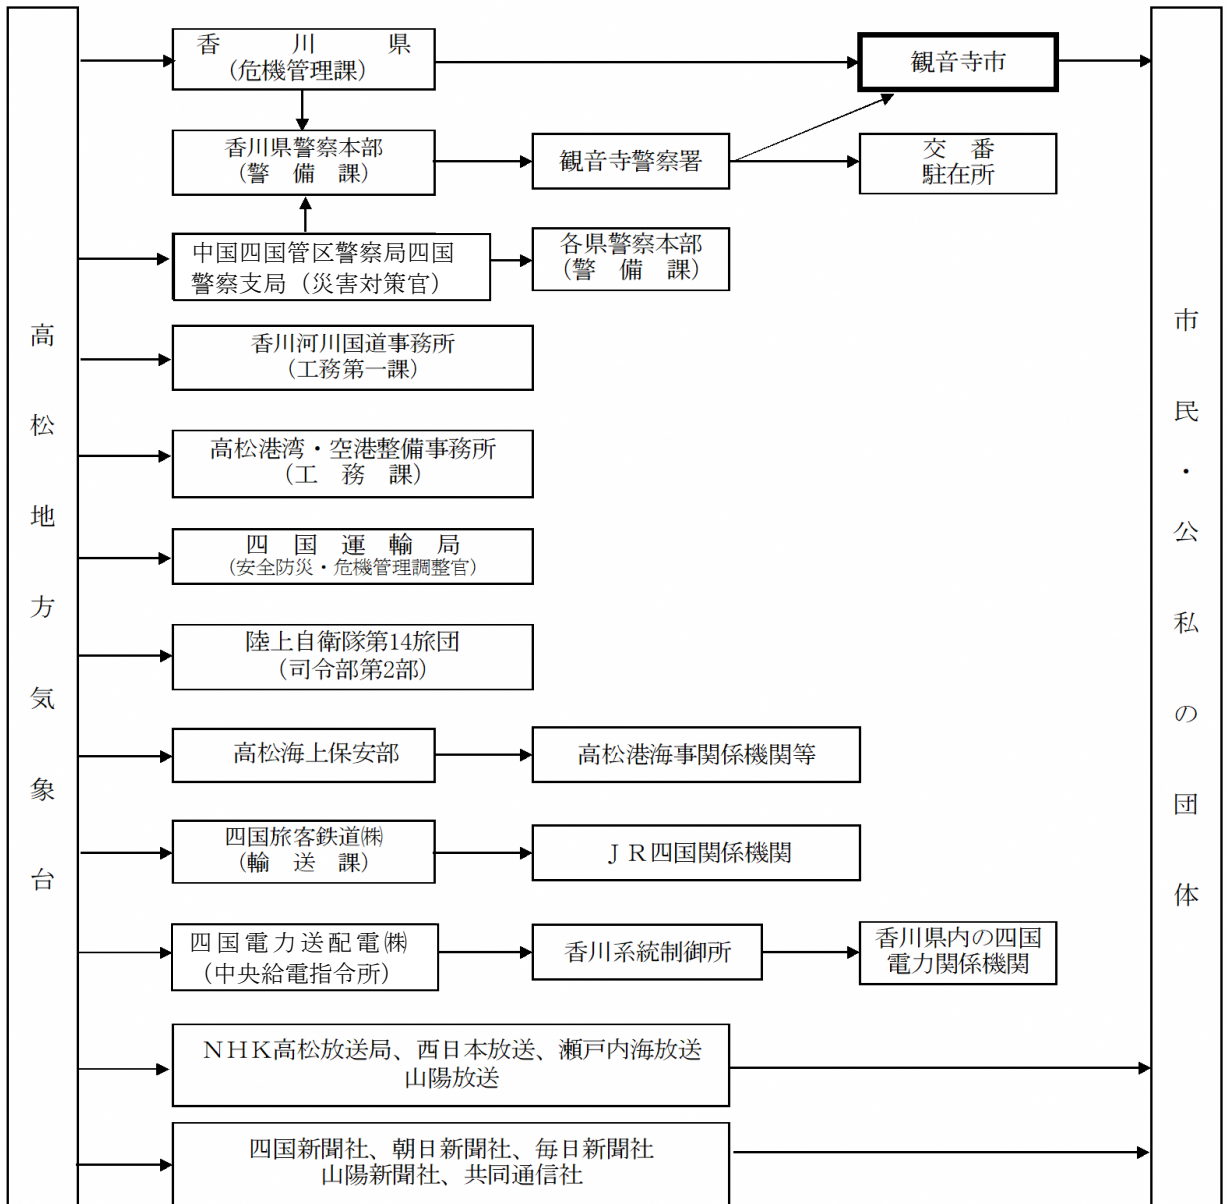 高松地方気象台
香川県
（危機管理課）
観音寺市
香川県警察本部
（警備課）
観音寺警察署
交番
駐在所
中国四国管区警察局四国
警察支局（災害対策官）
各県警察本部
（警備課）
香川河川国道事務所
（工務第一課）
高松港湾・空港整備事務所
（工務課）
四国運輸局
（安全防災・危機管理調整官）
陸上自衛隊第14旅団
（司令部第2部）
高松海上保安部
高松港海事関係機関等
四国旅客鉄道㈱
（輸送課）
ＪＲ四国関係機関
四国電力送配電㈱
（中央給電指令所）
香川系統制御所
香川県内の四国
電力関係機関
ＮＨＫ高松放送局、西日本放送、瀬戸内海放送
山陽放送
四国新聞社、朝日新聞社、毎日新聞社
山陽新聞社、共同通信社
市民・公私の団体